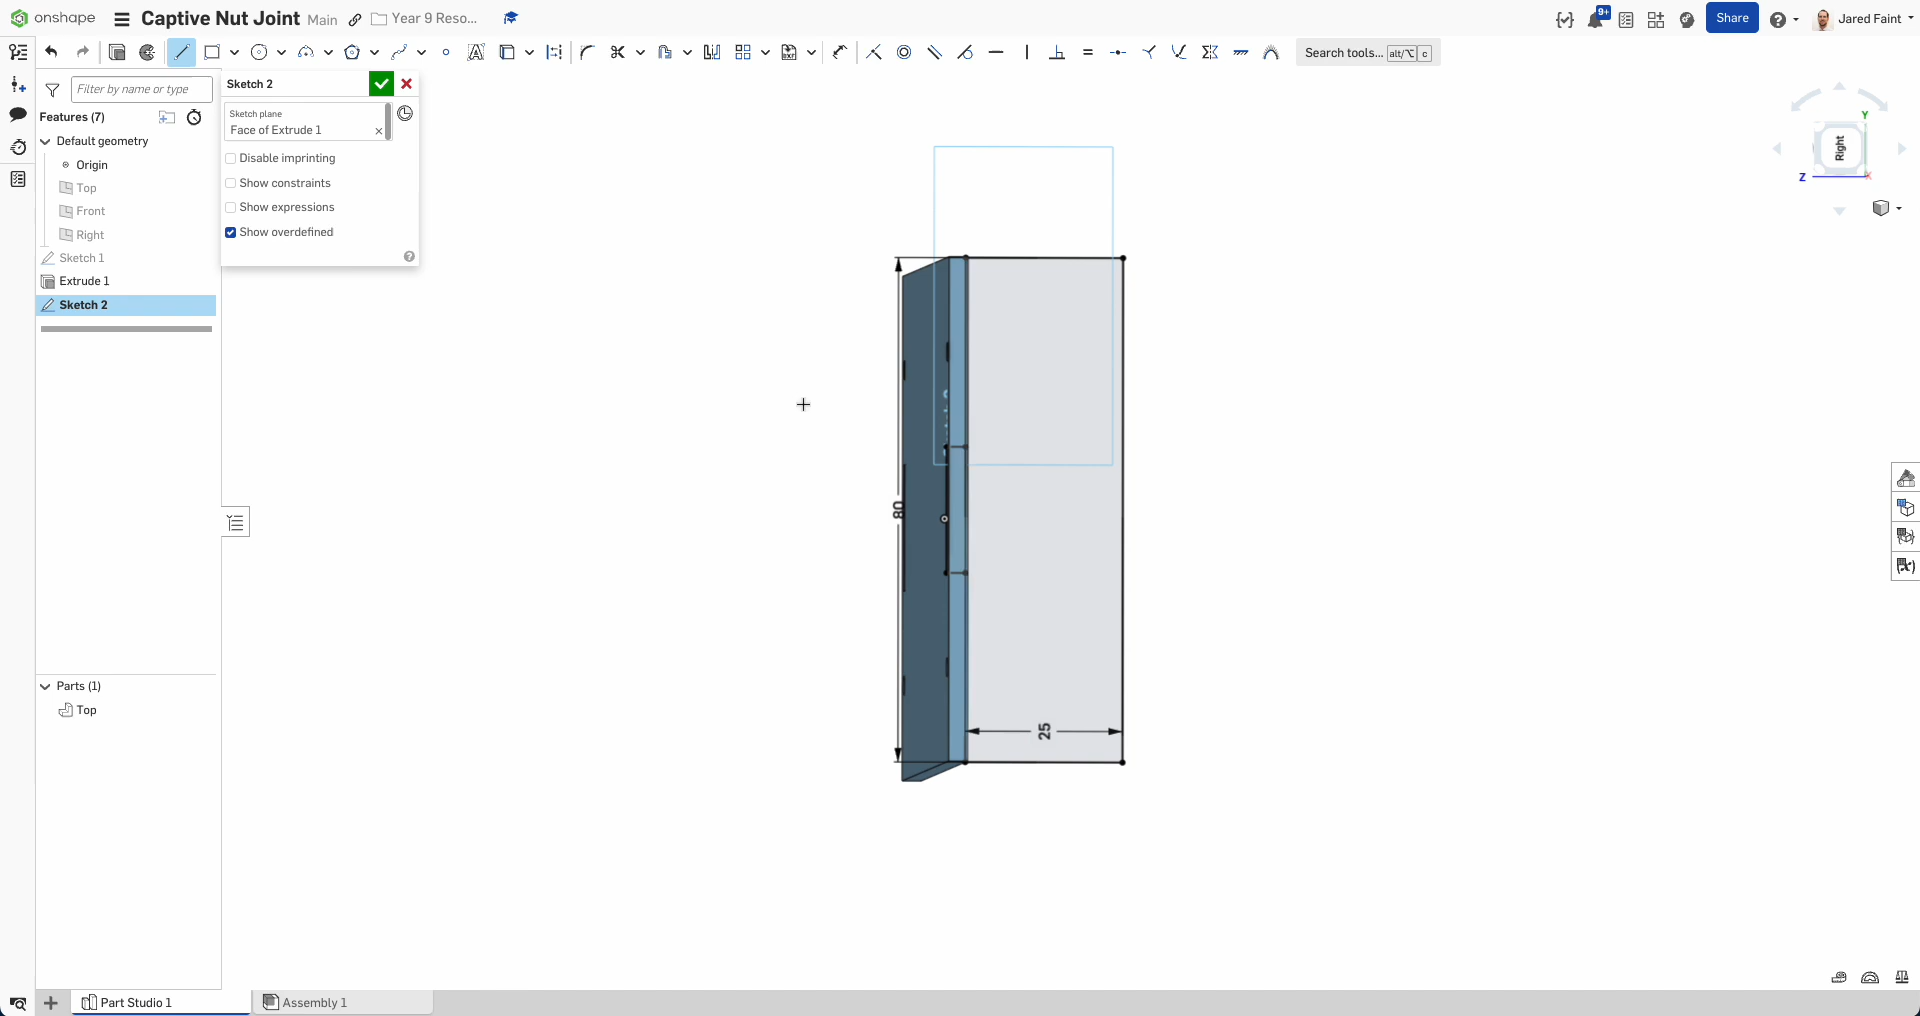 onshape
Captive Nut Joint Main
Year 9 Reso...
9+
Share
Jared Faint
Search tools... alt/⌥ c
Filter by name or type
Features (7)
Default geometry
Origin
Top
Front
Right
Sketch 1
Extrude 1
Sketch 2
Sketch 2
Sketch plane
Face of Extrude 1
Disable imprinting
Show constraints
Show expressions
Show overdefined
80
25
Y
Right
Z
X
Parts (1)
Top
Part Studio 1
Assembly 1